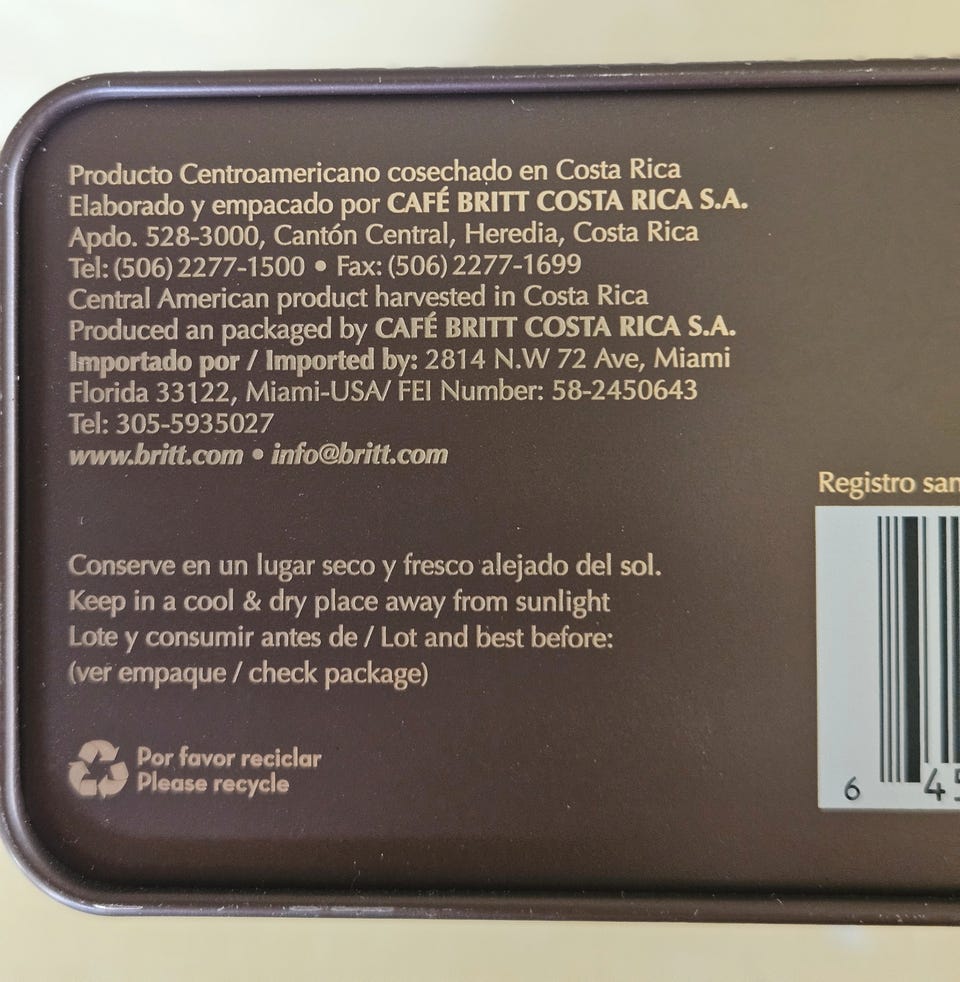 Producto Centroamericano cosechado en Costa Rica
Elaborado y empacado por CAFÉ BRITT COSTA RICA S.A.
Apdo. 528-3000, Cantón Central, Heredia, Costa Rica
Tel: (506) 2277-1500 • Fax: (506) 2277-1699
Central American product harvested in Costa Rica
Produced an packaged by CAFÉ BRITT COSTA RICA S.A.
Importado por / Imported by: 2814 N.W 72 Ave, Miami
Florida 33122, Miami-USA/ FEI Number: 58-2450643
Tel: 305-5935027
www.britt.com • info@britt.com
Conserve en un lugar seco y fresco alejado del sol.
Keep in a cool & dry place away from sunlight
Lote y consumir antes de / Lot and best before:
(ver empaque / check package)
Por favor reciclar
Please recycle
Registro
6 4